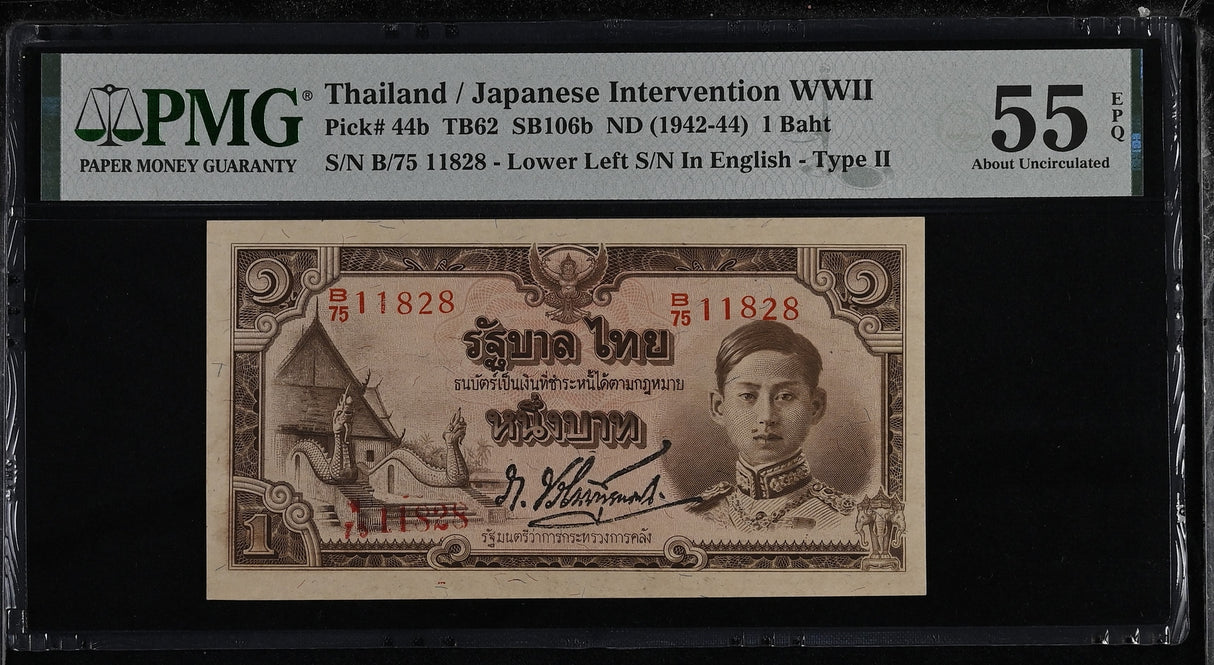 PMG®
PAPER MONEY GUARANTY
Thailand / Japanese Intervention WWII
Pick# 44b TB62 SB106b ND (1942-44) 1 Baht
S/N B/75 11828 - Lower Left S/N In English - Type II
55
EPQ
About Uncirculated
๑
๑
B/75 11828
B/75 11828
รัฐบาล ไทย
ธนบัตร์เป็นเงินที่ชำระหนี้ได้ตามกฎหมาย
หนึ่งบาท
11828
รัฐมนตรีว่าการกระทรวงการคลัง
1